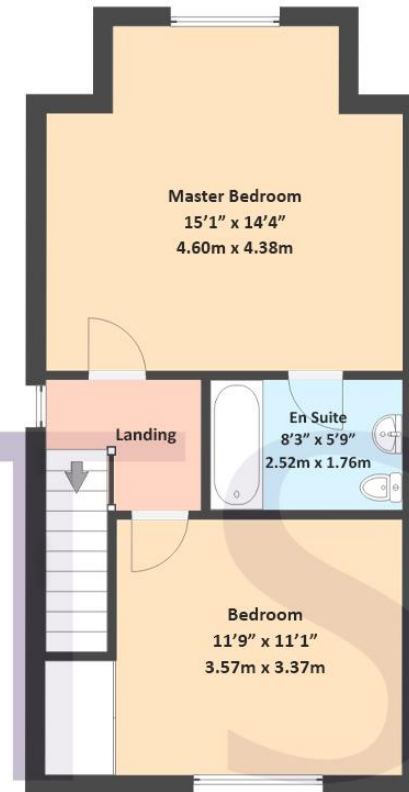 Master Bedroom
15’1” x 14’4”
4.60m x 4.38m
Landing
En Suite
8’3” x 5’9”
2.52m x 1.76m
Bedroom
11’9” x 11’1”
3.57m x 3.37m